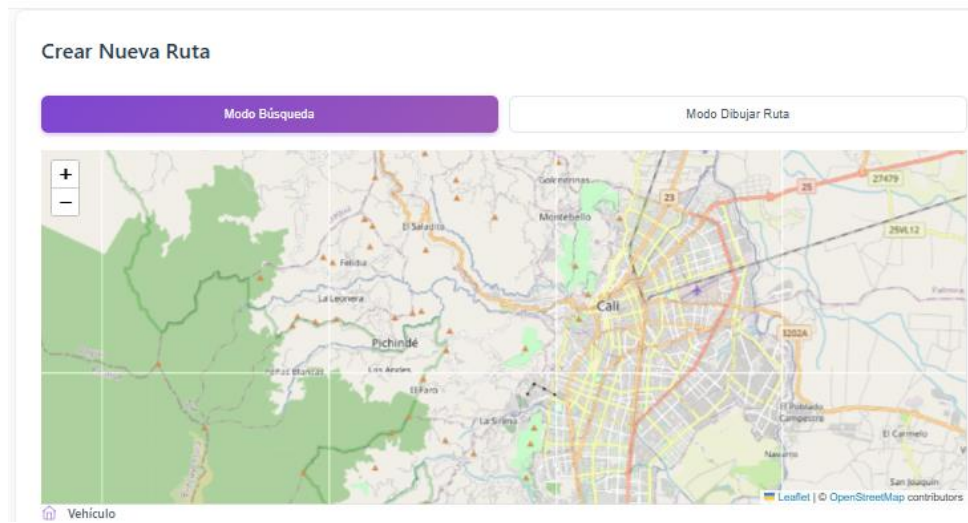 Crear Nueva Ruta
Modo Búsqueda
Modo Dibujar Ruta
+
−
Golondrinas
23
25
27479
Montebello
El Saladito
25VL12
Felidia
La Leonera
Palmira
Cali
Pichindé
3202A
Peñas Blancas
Los Andes
El Faro
La Sirena
El Poblado
Campestre
El Carmelo
Navarro
San Joaquín
Leaflet | © OpenStreetMap contributors
Vehículo